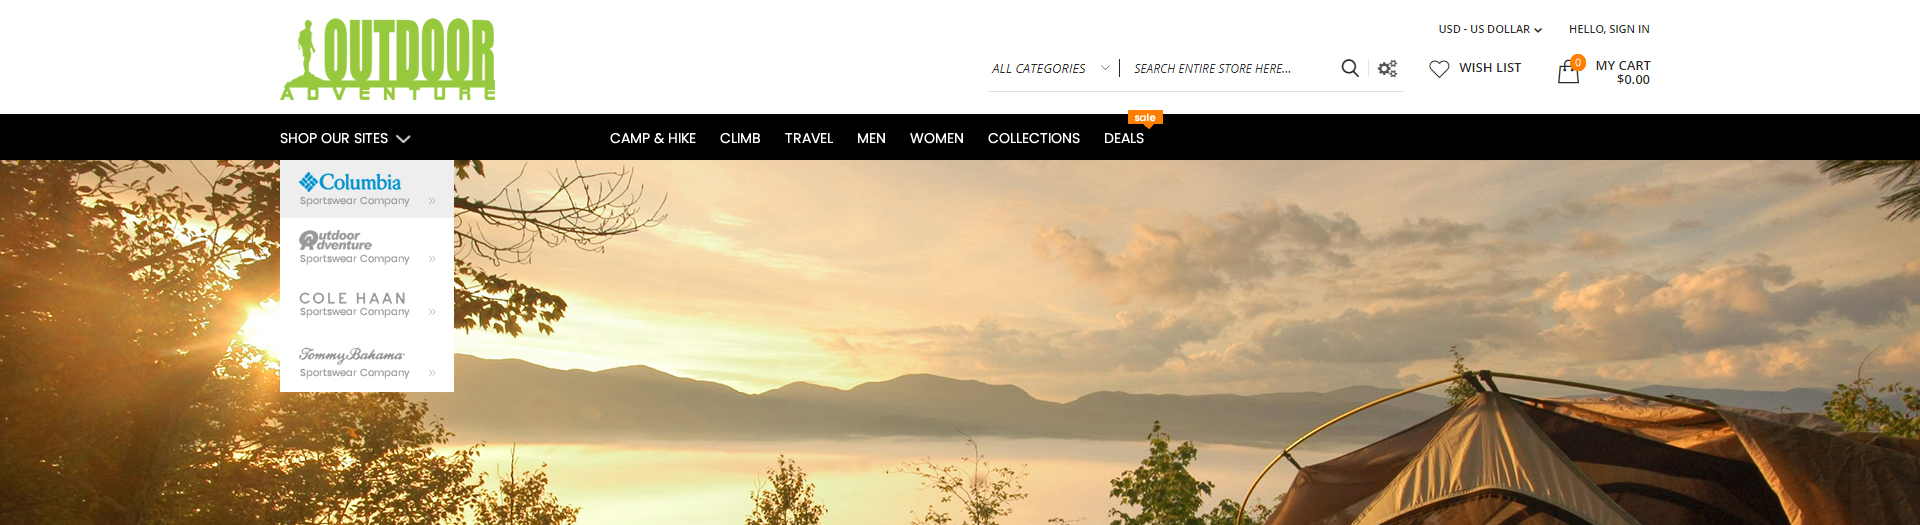 OUTDOOR
ADVENTURE
USD - US DOLLAR
HELLO, SIGN IN
ALL CATEGORIES
SEARCH ENTIRE STORE HERE...
WISH LIST
0
MY CART
$0.00
SHOP OUR SITES
CAMP & HIKE
CLIMB
TRAVEL
MEN
WOMEN
COLLECTIONS
DEALS
sale
Columbia
Sportswear Company
Outdoor
Adventure
Sportswear Company
COLE HAAN
Sportswear Company
Tommy Bahama
Sportswear Company